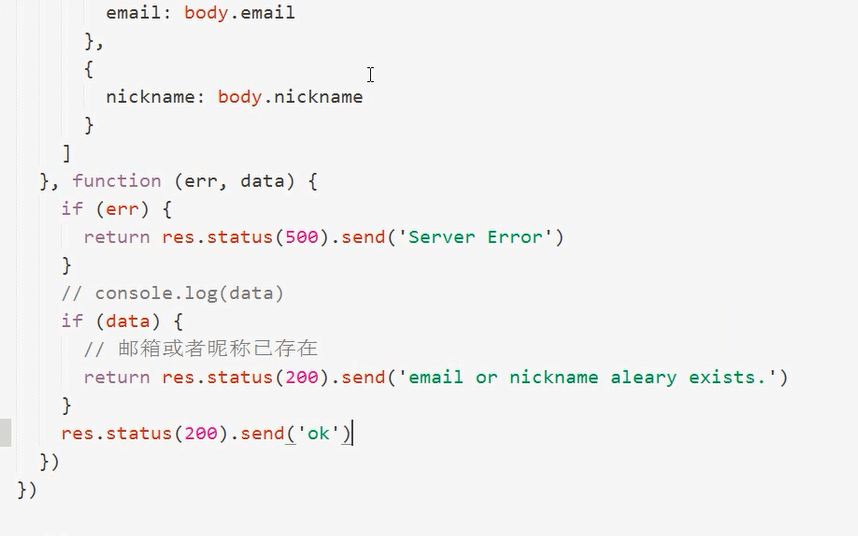 email: body.email
},
{
nickname: body.nickname
}
]
}, function (err, data) {
if (err) {
return res.status(500).send('Server Error')
}
// console.log(data)
if (data) {
// 邮箱或者昵称已存在
return res.status(200).send('email or nickname aleary exists.')
}
res.status(200).send('ok')
})
})